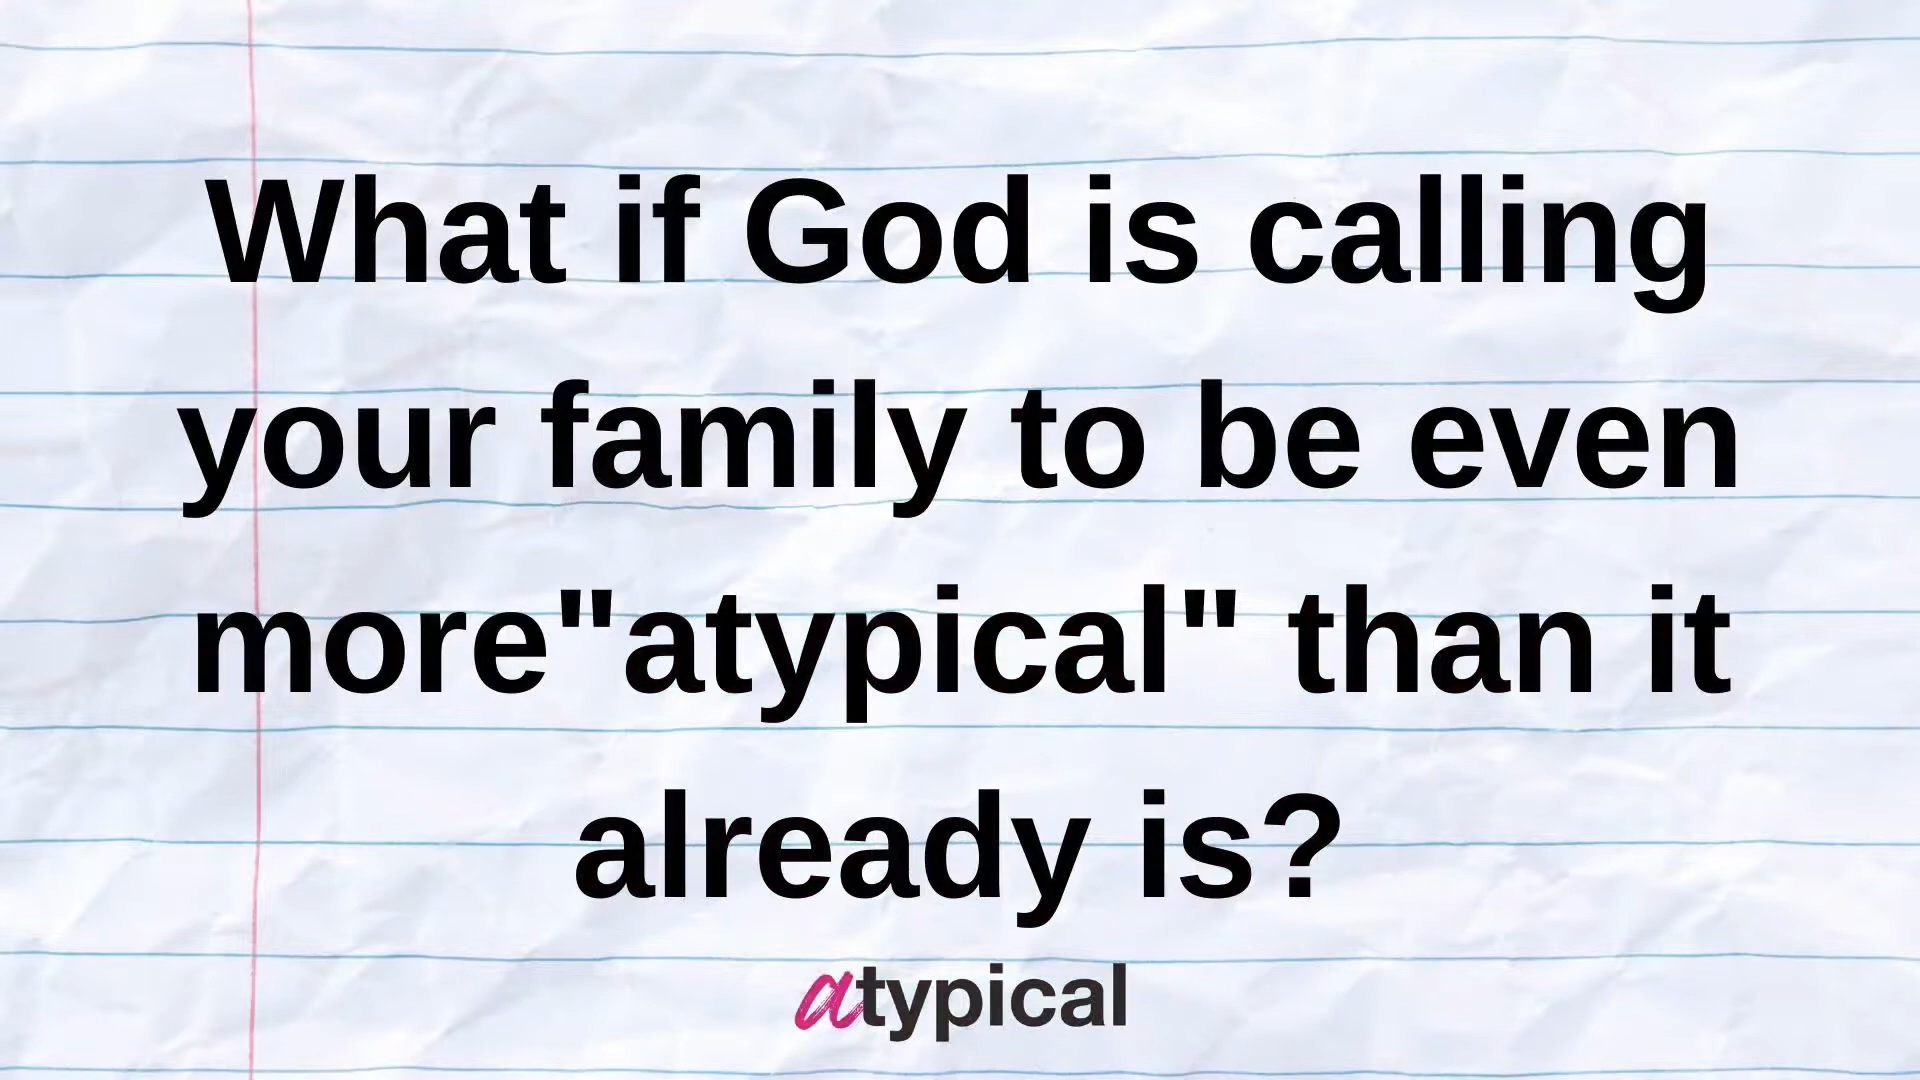 What if God is calling
your family to be even
more"atypical" than it
already is?
atypical